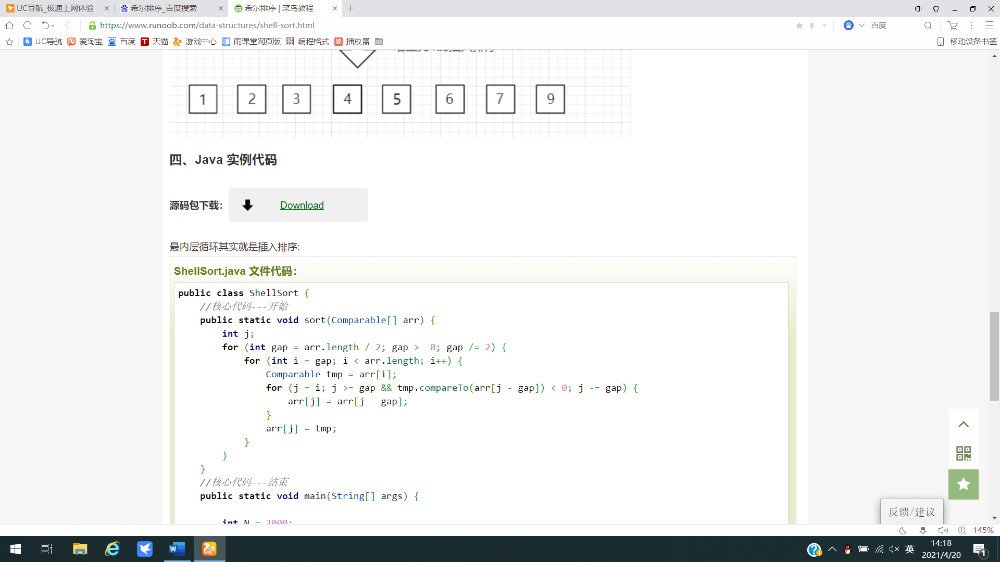 UC导航_极速上网体验
希尔排序_百度搜索
希尔排序 | 菜鸟教程
https://www.runoob.com/data-structures/shell-sort.html
百度
UC导航 爱淘宝 百度 天猫 游戏中心 雨课堂网页版 编程格式 播放器 移动设备书签
1 2 3 4 5 6 7 9
四、Java 实例代码
源码包下载： Download
最内层循环其实就是插入排序:
ShellSort.java 文件代码：
public class ShellSort {
    //核心代码---开始
    public static void sort(Comparable[] arr) {
        int j;
        for (int gap = arr.length / 2; gap >  0; gap /= 2) {
            for (int i = gap; i < arr.length; i++) {
                Comparable tmp = arr[i];
                for (j = i; j >= gap && tmp.compareTo(arr[j - gap]) < 0; j -= gap) {
                    arr[j] = arr[j - gap];
                }
                arr[j] = tmp;
            }
        }
    }
    //核心代码---结束
    public static void main(String[] args) {
        int N = 2000;
反馈/建议
145%
英
14:18
2021/4/20
1